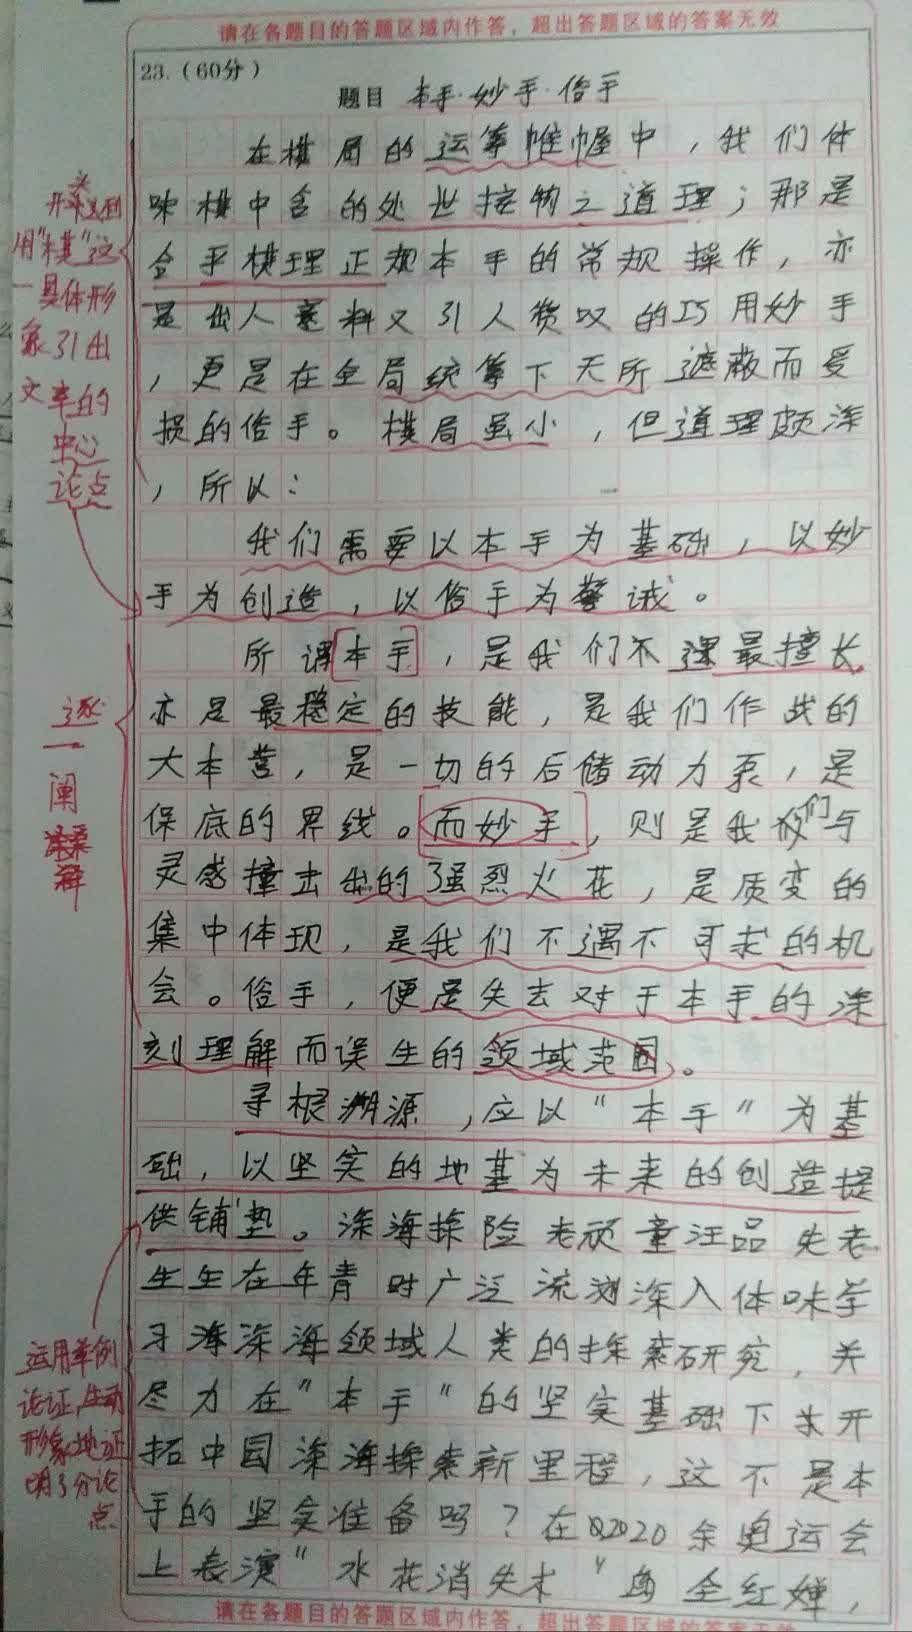 请在各题目的答题区域内作答，超出答题区域的答案无效
23.（60分）
题目 本手·妙手·俗手
在棋局的运筹帷幄中，我们体
味棋中含的处世接物之道理；那是
合乎棋理正规本手的常规操作，亦
是出人意料又引人赞叹的巧用妙手
，更是在全局统筹下无所遮蔽而受
损的俗手。棋局虽小，但道理颇深
，所以：
我们需要以本手为基础，以妙
手为创造，以俗手为警诫。
所谓本手，是我们不逞最擅长
亦是最稳定的技能，是我们作战的
大本营，是一切的后储动力泵，是
保底的界线。而妙手，则是我们与
灵感撞击出的强烈火花，是质变的
集中体现，是我们不遇不可求的机
会。俗手，便是失去对于本手的深
刻理解而误生的领域范围。
寻根溯源，应以“本手”为基
础，以坚实的地基为未来的创造提
供铺垫。深海探险老顽童汪品先老
生生在年青时广泛流浏深入体味学
习海深海领域人类的探索研究，并
尽力在“本手”的坚实基础下去开
拓中国深海探索新里程，这不是本
手的坚实准备吗？在2020余奥运会
上表演“水花消失术”的全红婵，
请在各题目的答题区域内作答，超出答题区域的答案无效
开头
用“棋”这
一具体形
象引出
文章的
中心
论点
逐
一
阐
释
运用举例
论证，生动
形象地证
明了分论
点